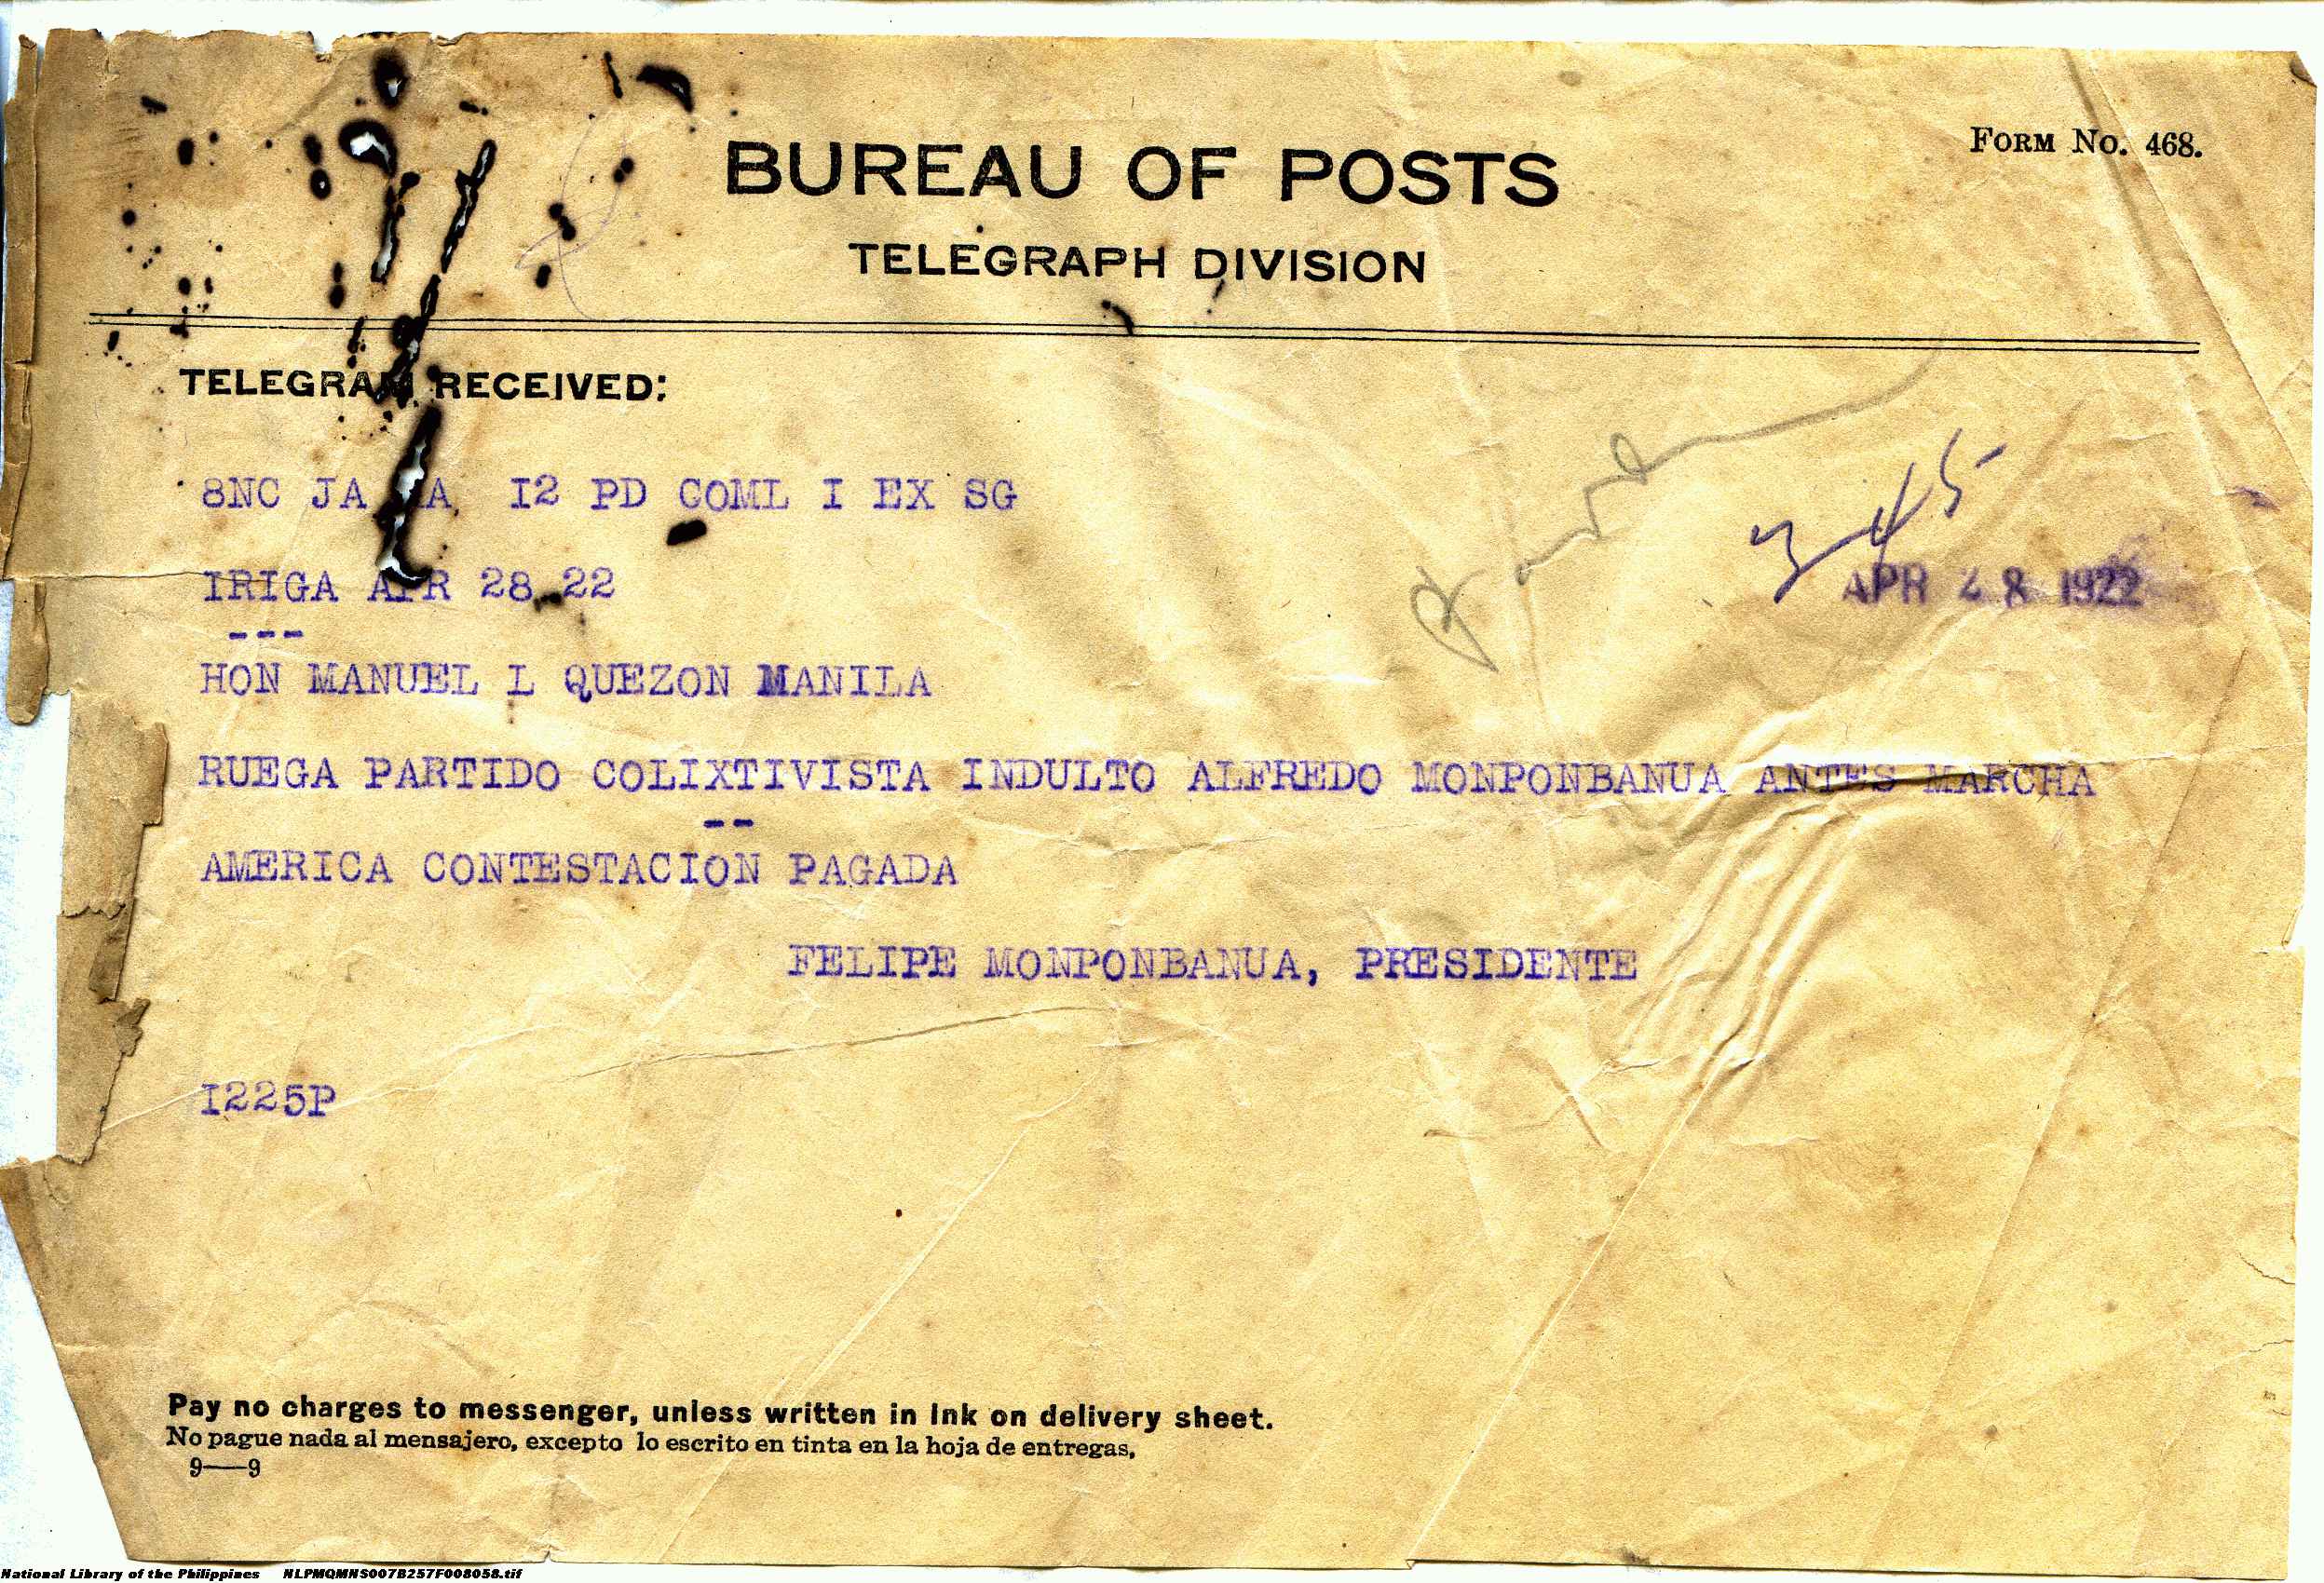 FORM No. 468.
BUREAU OF POSTS
TELEGRAPH DIVISION
TELEGRAM RECEIVED:
8NC JA A I2 PD COML I EX SG
345
IRIGA APR 28 22
APR 28 1922
---
HON MANUEL L QUEZON MANILA
RUEGA PARTIDO COLIXTIVISTA INDULTO ALFREDO MONPONBANUA ANTES MARCHA
--
AMERICA CONTESTACION PAGADA
FELIPE MONPONBANUA, PRESIDENTE
I225P
Pay no charges to messenger, unless written in ink on delivery sheet.
No pague nada al mensajero, excepto lo escrito en tinta en la hoja de entregas.
9—9
National Library of the Philippines NLPMQMNS007B257F008058.tif